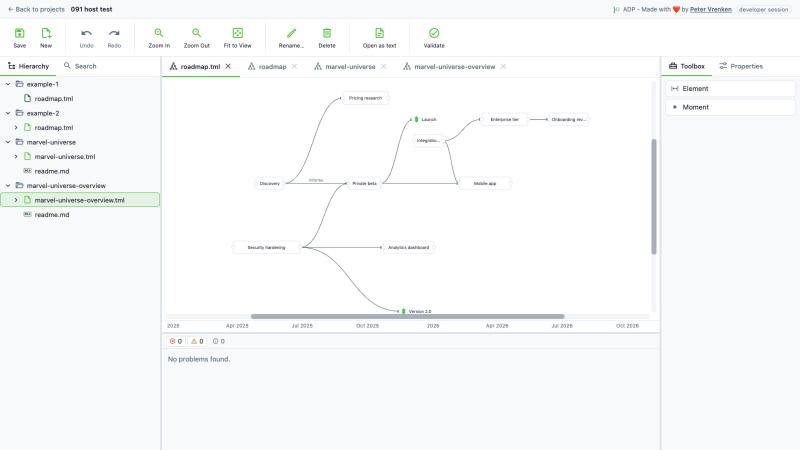 Back to projects 091 host test
ADP - Made with ❤️ by Peter Vrenken developer session
Save New Undo Redo Zoom In Zoom Out Fit to View Rename... Delete Open as text Validate
Hierarchy Search
roadmap.tml roadmap marvel-universe marvel-universe-overview
Toolbox Properties
example-1
roadmap.tml
example-2
roadmap.tml
marvel-universe
marvel-universe.tml
readme.md
marvel-universe-overview
marvel-universe-overview.tml
readme.md
Pricing research
Launch
Enterprise tier
Onboarding rev...
Integratio...
Discovery
Private beta
Mobile app
Security hardening
Analytics dashboard
Version 2.0
2025 Apr 2025 Jul 2025 Oct 2025 2026 Apr 2026 Jul 2026 Oct 2026
0 0 0
No problems found.
Element
Moment